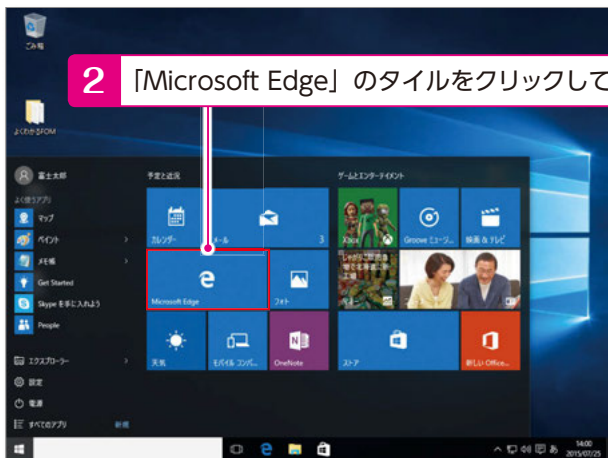 ごみ箱
2 「Microsoft Edge」のタイルをクリックして
よくわかるFOM
富士太郎
よく使うアプリ
マップ
ペイント
メモ帳
Get Started
Skype を手に入れよう
People
エクスプローラー
設定
電源
すべてのアプリ 新規
予定と近況
カレンダー
メール 3
Microsoft Edge
フォト
天気
モバイル コンパ...
OneNote
ゲームとエンターテイメント
Xbox
Groove ミュージ...
映画 & テレビ
マネー
ストア
新しい Office...
あ
14:00
2015/07/25